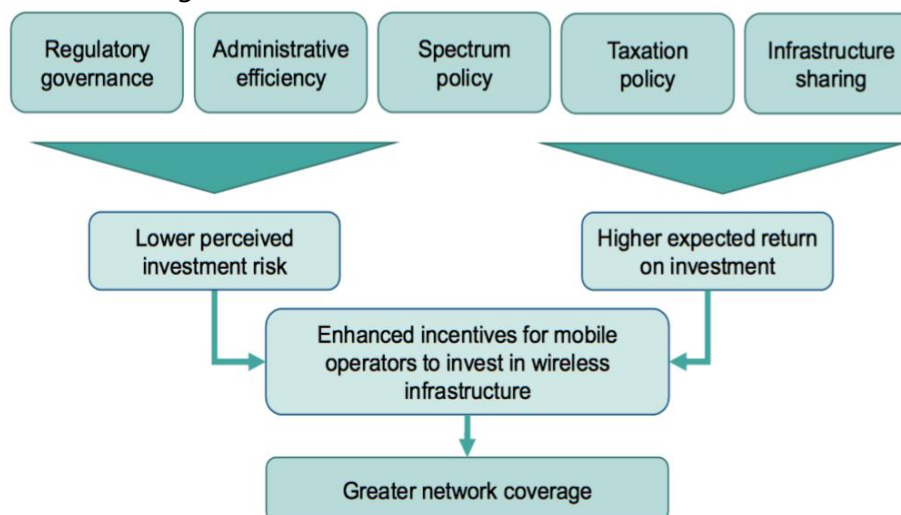 Regulatory
governance
Administrative
efficiency
Spectrum
policy
Taxation
policy
Infrastructure
sharing
Lower perceived
investment risk
Higher expected return
on investment
Enhanced incentives for mobile
operators to invest in wireless
infrastructure
Greater network coverage